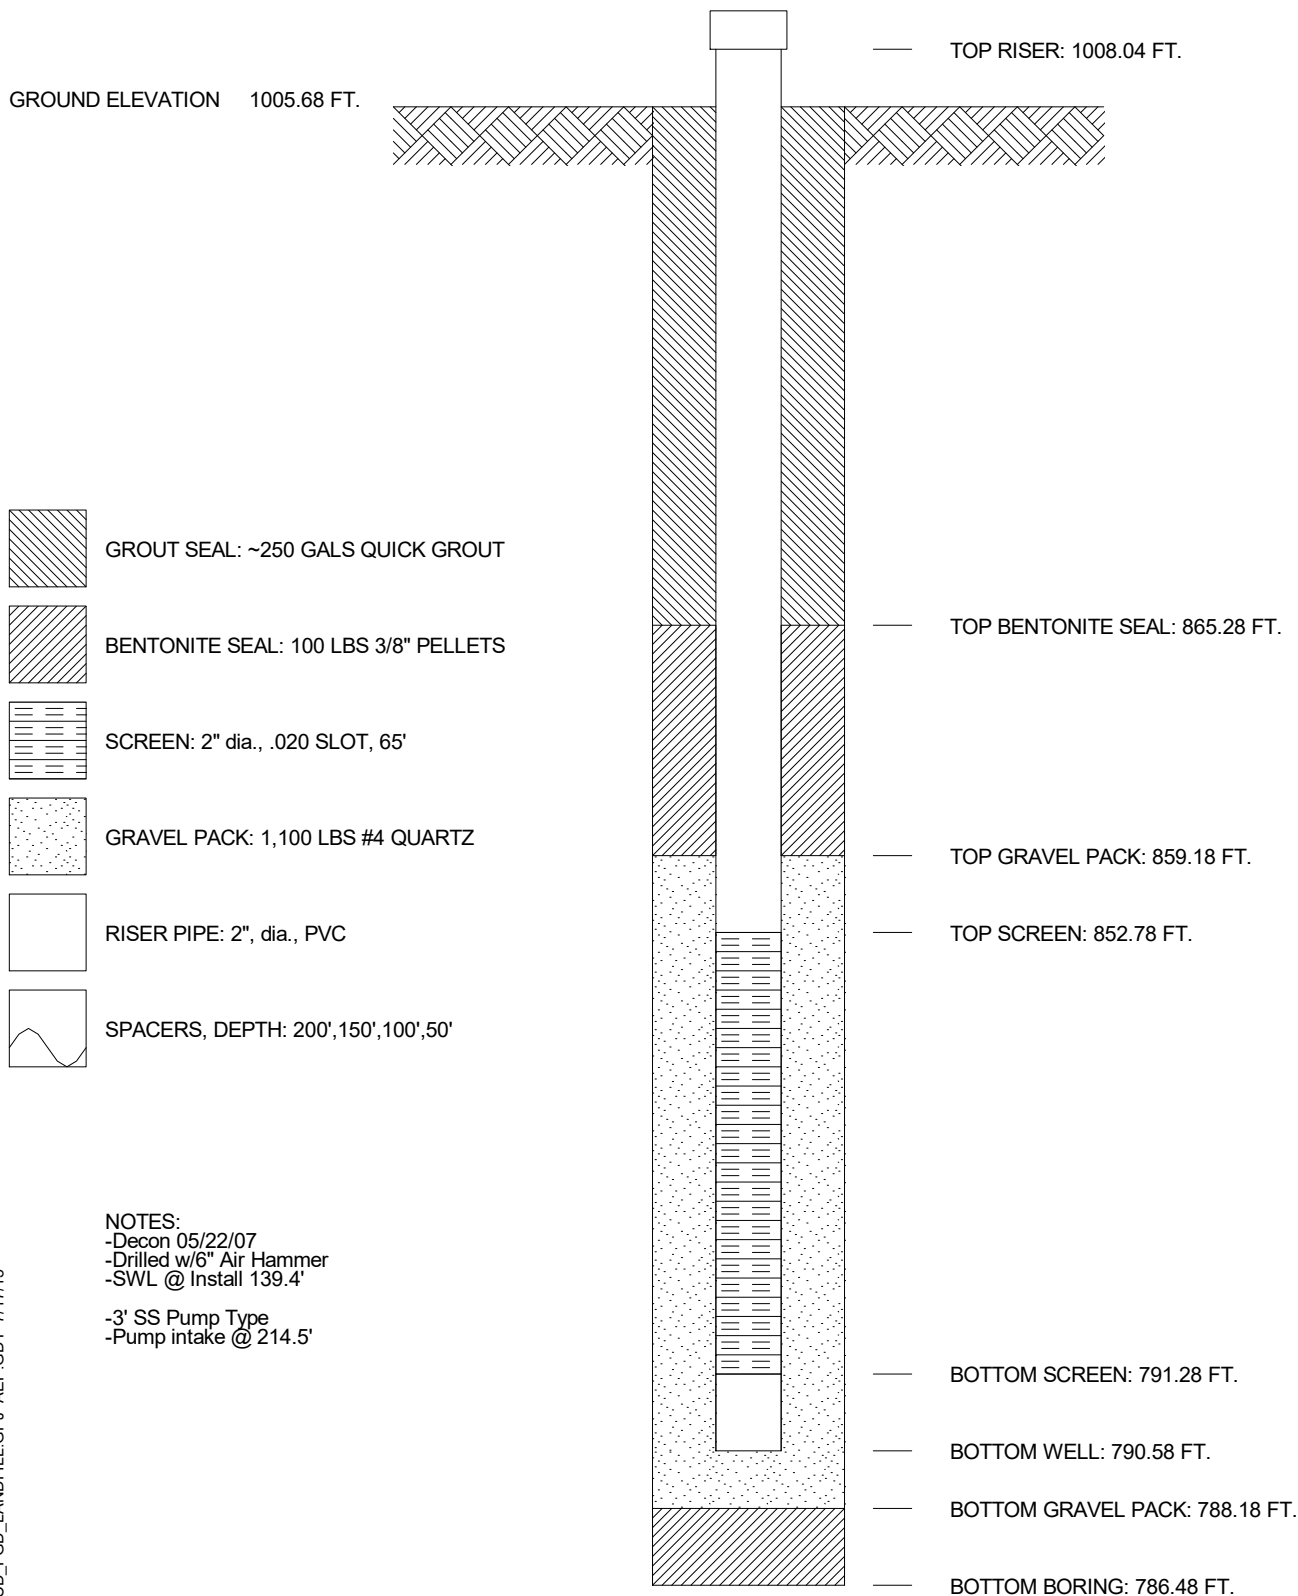 TOP RISER: 1008.04 FT.
GROUND ELEVATION 1005.68 FT.
GROUT SEAL: ~250 GALS QUICK GROUT
TOP BENTONITE SEAL: 865.28 FT.
BENTONITE SEAL: 100 LBS 3/8" PELLETS
SCREEN: 2" dia., .020 SLOT, 65'
GRAVEL PACK: 1,100 LBS #4 QUARTZ
TOP GRAVEL PACK: 859.18 FT.
RISER PIPE: 2", dia., PVC
TOP SCREEN: 852.78 FT.
SPACERS, DEPTH: 200',150',100',50'
NOTES:
-Decon 05/22/07
-Drilled w/6" Air Hammer
-SWL @ Install 139.4'
-3' SS Pump Type
-Pump intake @ 214.5'
BOTTOM SCREEN: 791.28 FT.
BOTTOM WELL: 790.58 FT.
BOTTOM GRAVEL PACK: 788.18 FT.
BOTTOM BORING: 786.48 FT.